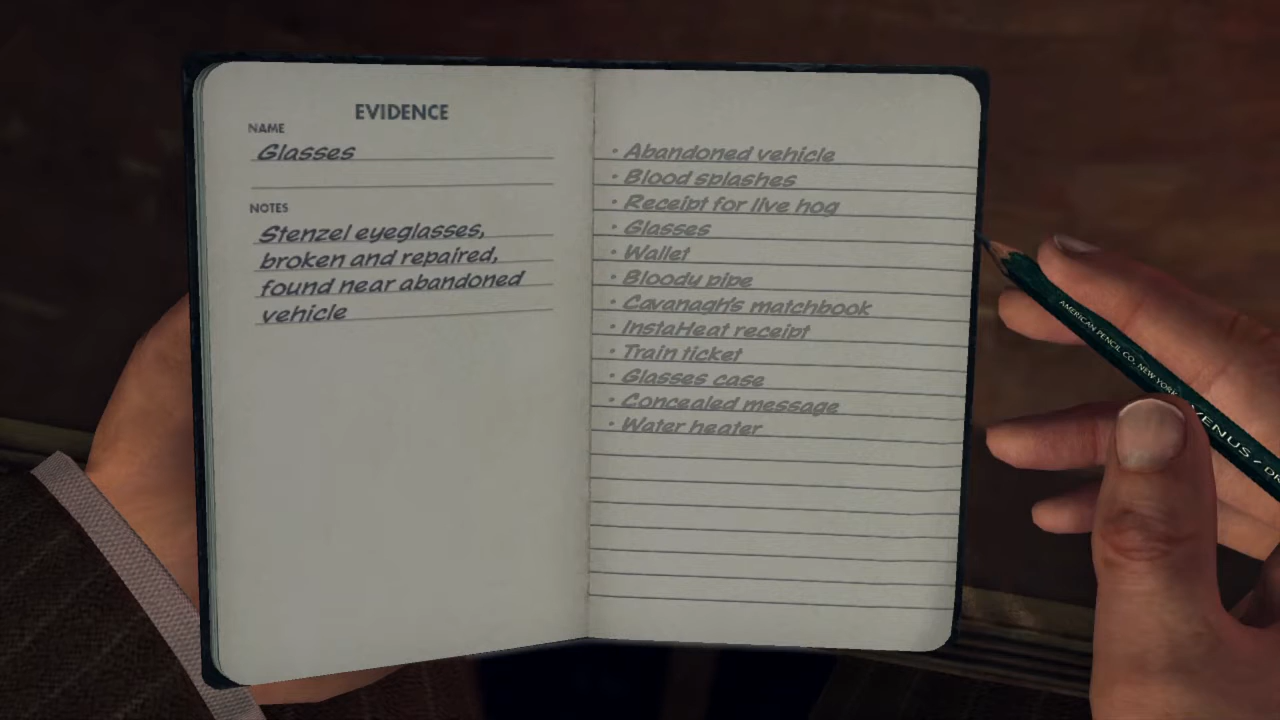 EVIDENCE
NAME
Glasses
NOTES
Stenzel eyeglasses,
broken and repaired,
found near abandoned
vehicle
• Abandoned vehicle
• Blood splashes
• Receipt for live hog
• Glasses
• Wallet
• Bloody pipe
• Cavanagh's matchbook
• InstaHeat receipt
• Train ticket
• Glasses case
• Concealed message
• Water heater
AMERICAN PENCIL CO. NEW YORK
VENUS / DR